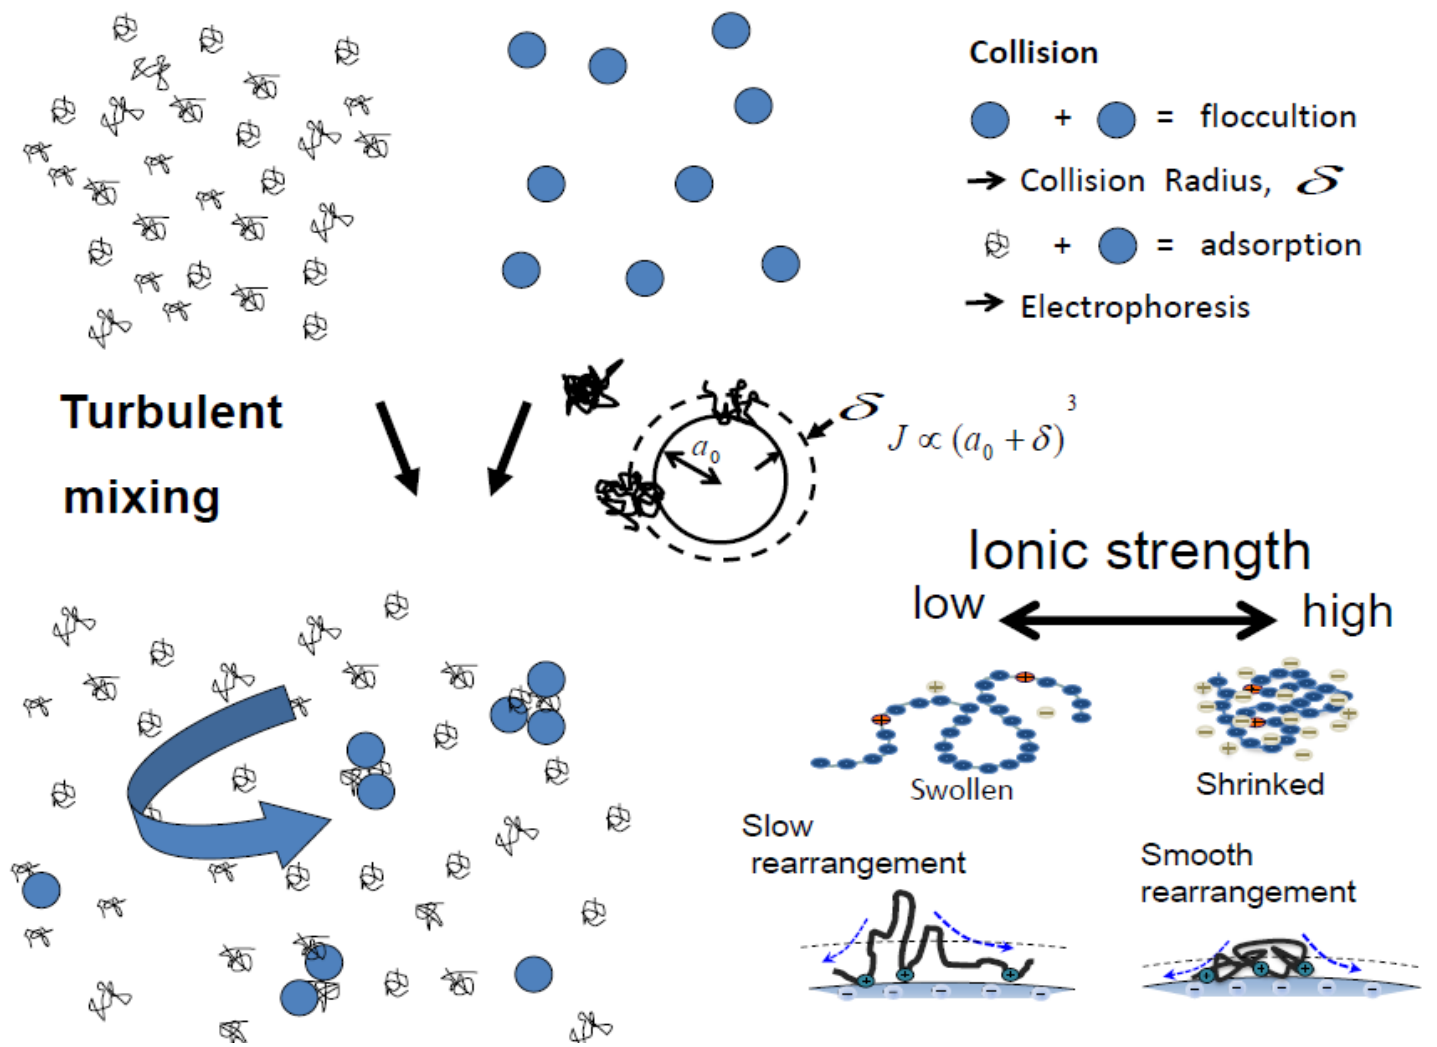 Collision
+ = floccultion
→ Collision Radius, δ
+ = adsorption
→ Electrophoresis
Turbulent
mixing
δ
a₀
J ∝ (a₀ + δ)³
Ionic strength
low
high
Swollen
Shrinked
Slow
rearrangement
Smooth
rearrangement